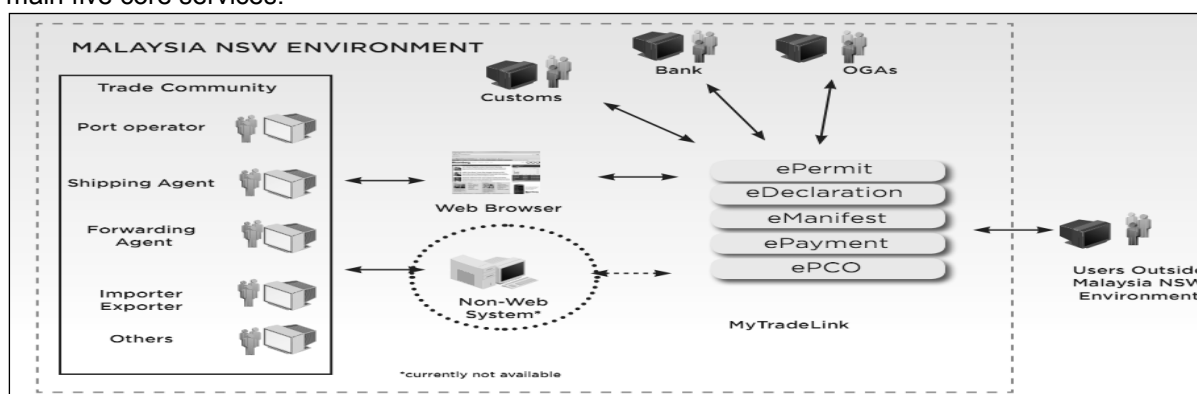 main five core services.
MALAYSIA NSW ENVIRONMENT
Trade Community
Port operator
Shipping Agent
Forwarding
Agent
Importer
Exporter
Others
Customs
Bank
OGAs
Web Browser
Non-Web
System*
*currently not available
ePermit
eDeclaration
eManifest
ePayment
ePCO
MyTradeLink
Users Outside
Malaysia NSW
Environment